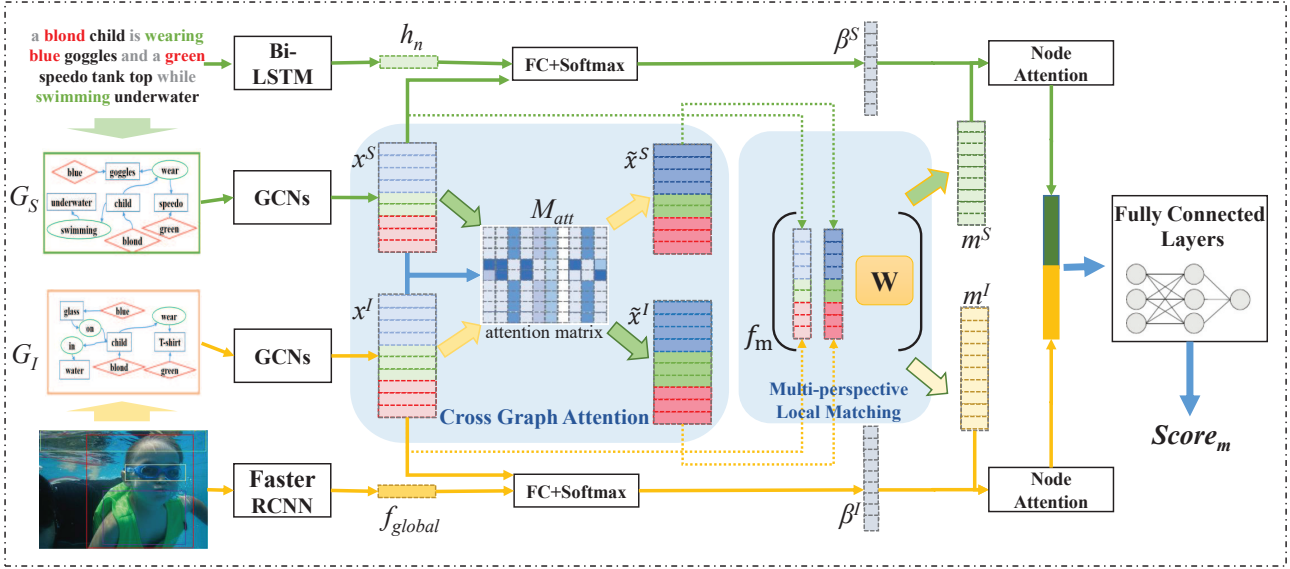 a blond child is wearing
blue goggles and a green
speedo tank top while
swimming underwater
Bi-
LSTM
h_n
FC+Softmax
β^S
Node
Attention
G_S
blue
goggles
wear
underwater
child
speedo
swimming
blond
green
GCNs
x^S
M_att
attention matrix
x̃^S
f_m
W
m^S
Fully Connected
Layers
G_I
glass
blue
wear
on
in
child
T-shirt
water
blond
green
GCNs
x^I
x̃^I
m^I
Cross Graph Attention
Multi-perspective
Local Matching
Score_m
Faster
RCNN
f_global
FC+Softmax
β^I
Node
Attention